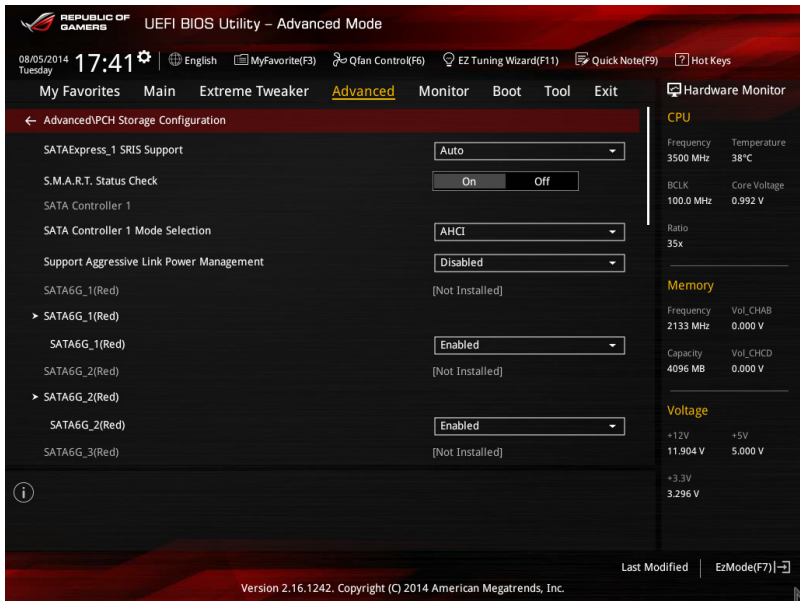 REPUBLIC OF
GAMERS
UEFI BIOS Utility – Advanced Mode
08/05/2014
Tuesday
17:41
English
MyFavorite(F3)
Qfan Control(F6)
EZ Tuning Wizard(F11)
Quick Note(F9)
? Hot Keys
My Favorites Main Extreme Tweaker Advanced Monitor Boot Tool Exit
Hardware Monitor
← Advanced\PCH Storage Configuration
SATAExpress_1 SRIS Support Auto
S.M.A.R.T. Status Check On Off
SATA Controller 1
SATA Controller 1 Mode Selection AHCI
Support Aggressive Link Power Management Disabled
SATA6G_1(Red) [Not Installed]
➤ SATA6G_1(Red)
SATA6G_1(Red) Enabled
SATA6G_2(Red) [Not Installed]
➤ SATA6G_2(Red)
SATA6G_2(Red) Enabled
SATA6G_3(Red) [Not Installed]
CPU
Frequency Temperature
3500 MHz 38°C
BCLK Core Voltage
100.0 MHz 0.992 V
Ratio
35x
Memory
Frequency Vol_CHAB
2133 MHz 0.000 V
Capacity Vol_CHCD
4096 MB 0.000 V
Voltage
+12V +5V
11.904 V 5.000 V
+3.3V
3.296 V
i
Last Modified EzMode(F7)
Version 2.16.1242. Copyright (C) 2014 American Megatrends, Inc.